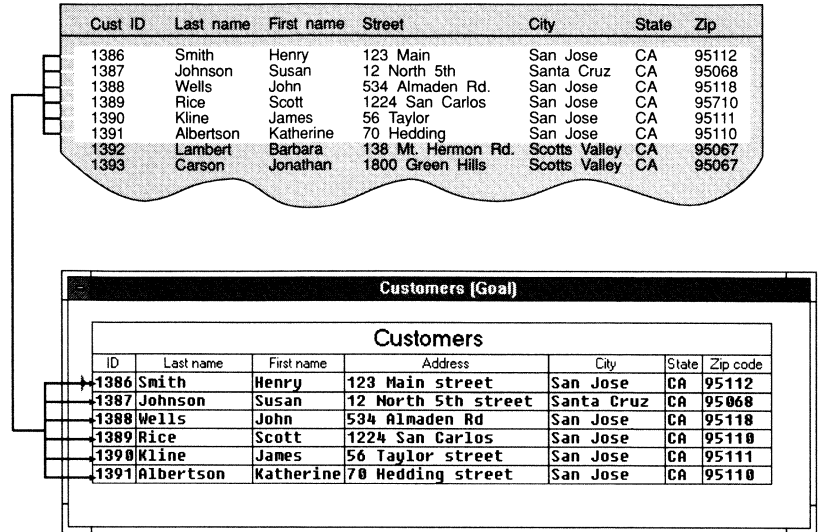 Cust ID Last name First name Street City State Zip
1386 Smith Henry 123 Main San Jose CA 95112
1387 Johnson Susan 12 North 5th Santa Cruz CA 95068
1388 Wells John 534 Almaden Rd. San Jose CA 95118
1389 Rice Scott 1224 San Carlos San Jose CA 95710
1390 Kline James 56 Taylor San Jose CA 95111
1391 Albertson Katherine 70 Hedding San Jose CA 95110
1392 Lambert Barbara 138 Mt. Hermon Rd. Scotts Valley CA 95067
1393 Carson Jonathan 1800 Green Hills Scotts Valley CA 95067
Customers (Goal)
Customers
ID Last name First name Address City State Zip code
1386 Smith Henry 123 Main street San Jose CA 95112
1387 Johnson Susan 12 North 5th street Santa Cruz CA 95068
1388 Wells John 534 Almaden Rd San Jose CA 95118
1389 Rice Scott 1224 San Carlos San Jose CA 95110
1390 Kline James 56 Taylor street San Jose CA 95111
1391 Albertson Katherine 70 Hedding street San Jose CA 95110